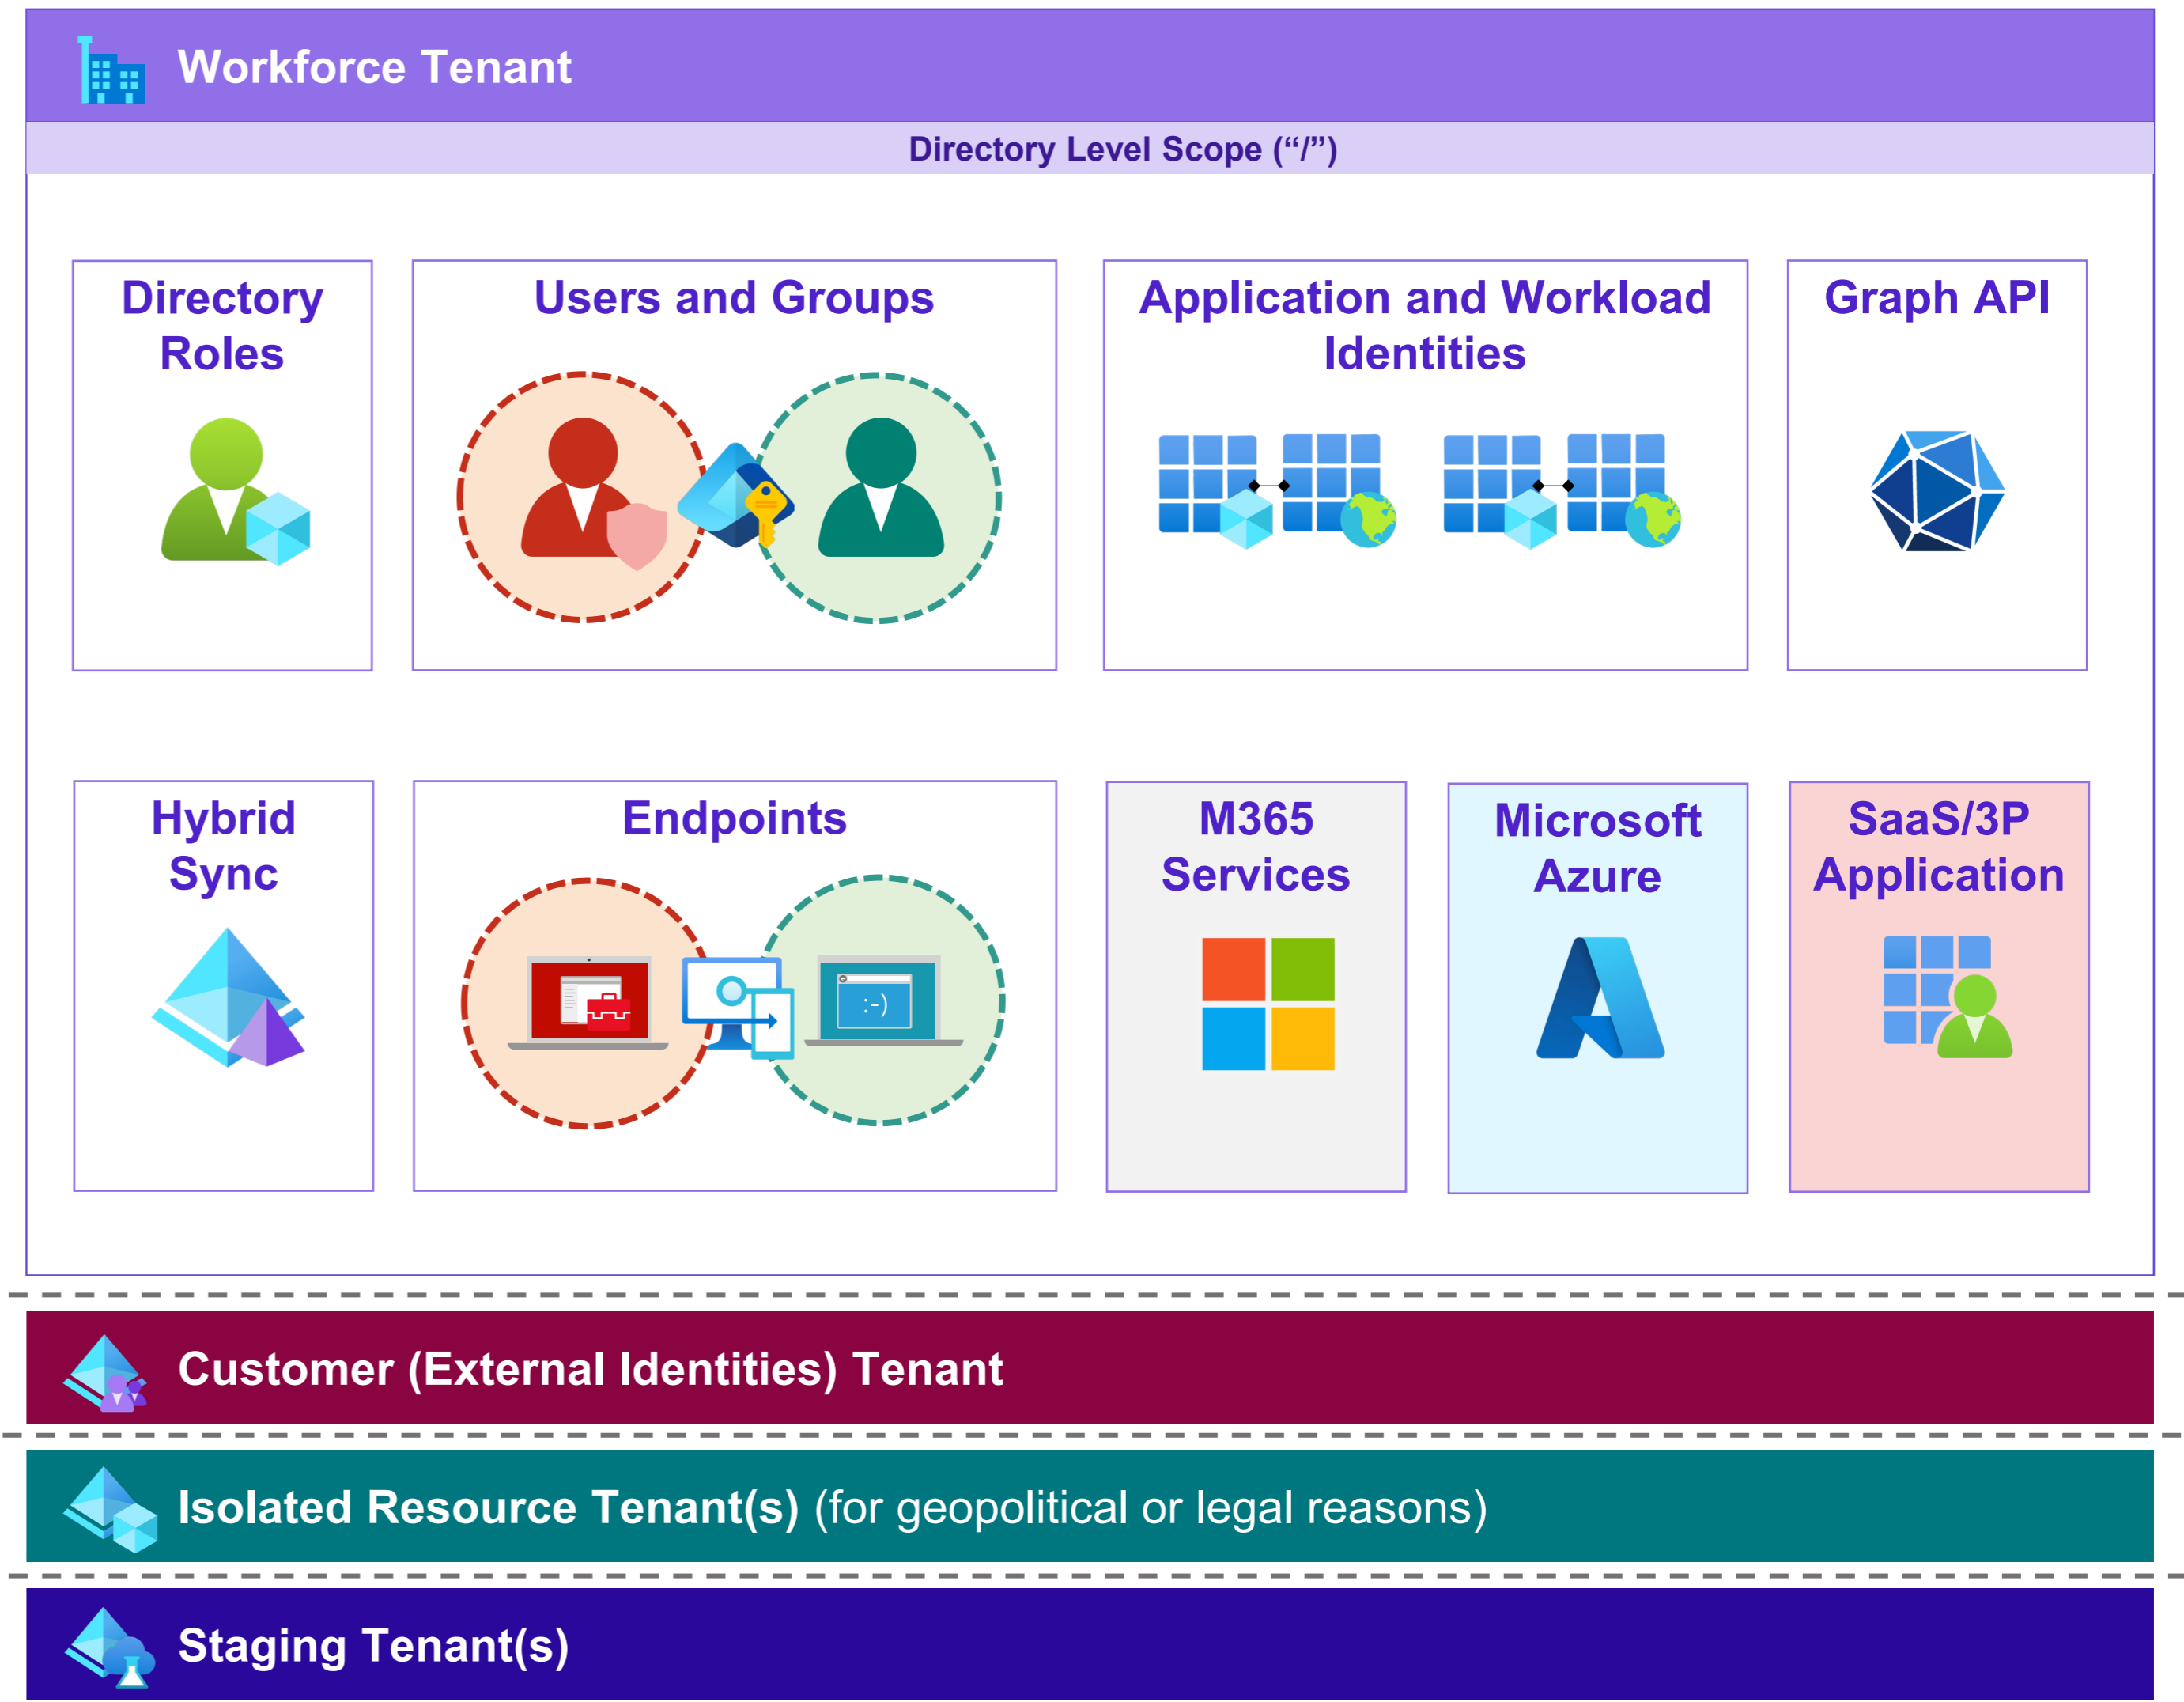 Workforce Tenant
Directory Level Scope (“/”)
Directory
Roles
Users and Groups
Application and Workload
Identities
Graph API
Hybrid
Sync
Endpoints
:-)
M365
Services
Microsoft
Azure
SaaS/3P
Application
Customer (External Identities) Tenant
Isolated Resource Tenant(s) (for geopolitical or legal reasons)
Staging Tenant(s)